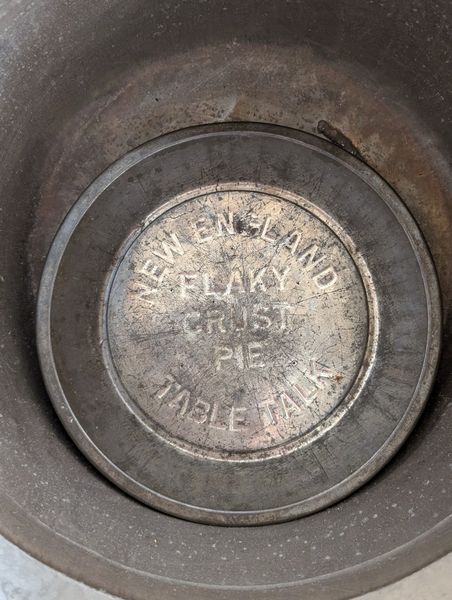 NEW ENGLAND
FLAKY
CRUST
PIE
TABLE TALK